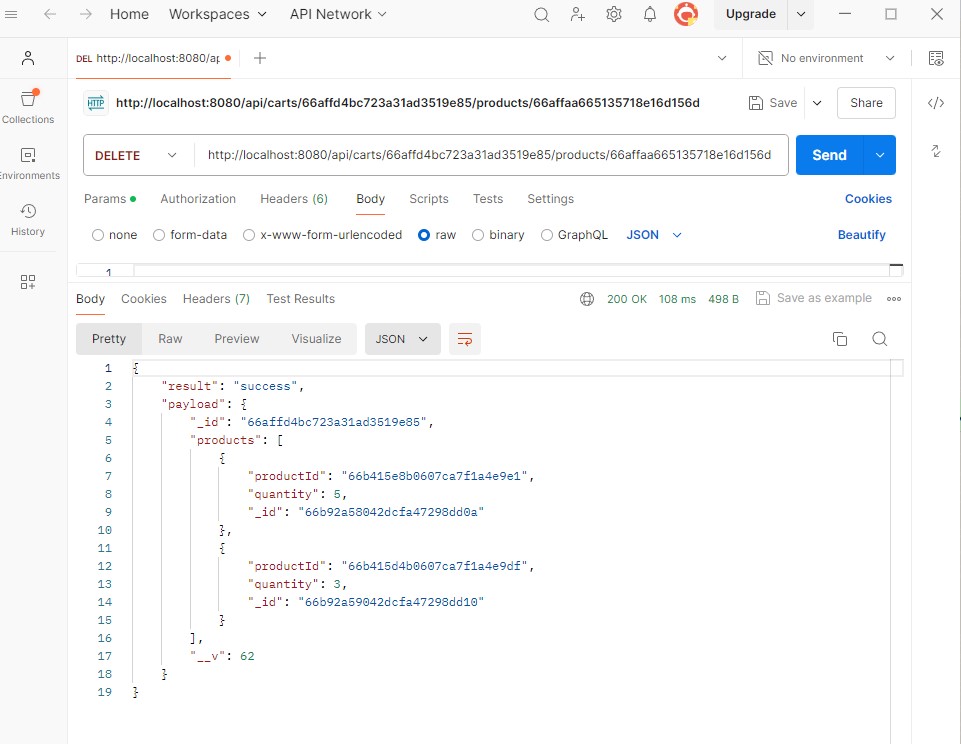 Home Workspaces API Network Upgrade
DEL http://localhost:8080/ap No environment
HTTP http://localhost:8080/api/carts/66affd4bc723a31ad3519e85/products/66affaa665135718e16d156d Save Share
Collections
DELETE http://localhost:8080/api/carts/66affd4bc723a31ad3519e85/products/66affaa665135718e16d156d Send
Environments
Params Authorization Headers (6) Body Scripts Tests Settings Cookies
History
none form-data x-www-form-urlencoded raw binary GraphQL JSON Beautify
1
Body Cookies Headers (7) Test Results 200 OK 108 ms 498 B Save as example
Pretty Raw Preview Visualize JSON
1 {
2 "result": "success",
3 "payload": {
4 "_id": "66affd4bc723a31ad3519e85",
5 "products": [
6 {
7 "productId": "66b415e8b0607ca7f1a4e9e1",
8 "quantity": 5,
9 "_id": "66b92a58042dcfa47298dd0a"
10 },
11 {
12 "productId": "66b415d4b0607ca7f1a4e9df",
13 "quantity": 3,
14 "_id": "66b92a59042dcfa47298dd10"
15 }
16 ],
17 "__v": 62
18 }
19 }